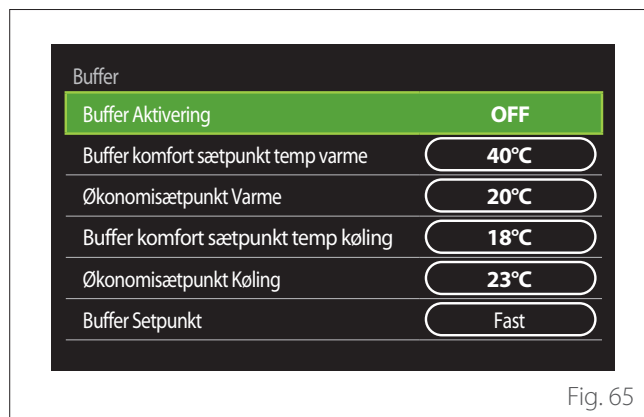 Buffer
Buffer Aktivering OFF
Buffer komfort sætpunkt temp varme 40°C
Økonomisætpunkt Varme 20°C
Buffer komfort sætpunkt temp køling 18°C
Økonomisætpunkt Køling 23°C
Buffer Setpunkt Fast
Fig. 65